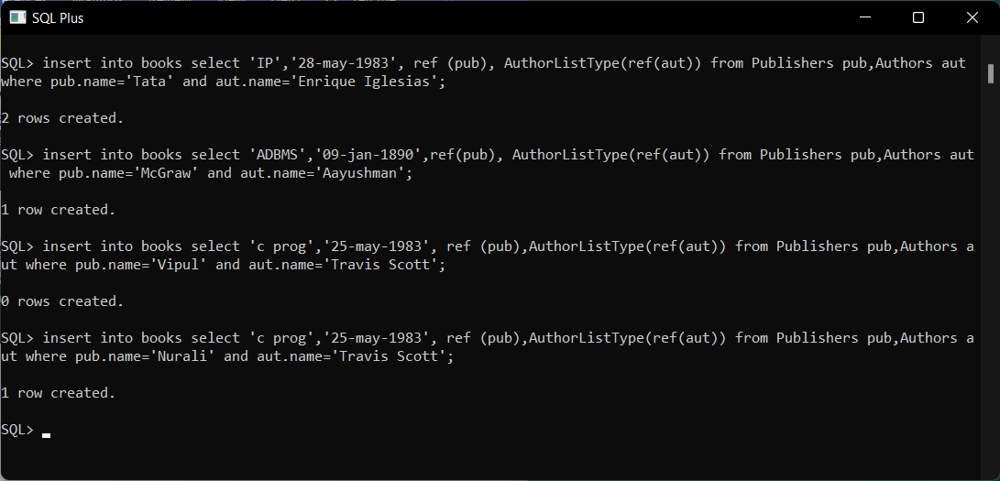 SQL Plus
SQL> insert into books select 'IP','28-may-1983', ref (pub), AuthorListType(ref(aut)) from Publishers pub,Authors aut
where pub.name='Tata' and aut.name='Enrique Iglesias';
2 rows created.
SQL> insert into books select 'ADBMS','09-jan-1890',ref(pub), AuthorListType(ref(aut)) from Publishers pub,Authors aut
where pub.name='McGraw' and aut.name='Aayushman';
1 row created.
SQL> insert into books select 'c prog','25-may-1983', ref (pub),AuthorListType(ref(aut)) from Publishers pub,Authors a
ut where pub.name='Vipul' and aut.name='Travis Scott';
0 rows created.
SQL> insert into books select 'c prog','25-may-1983', ref (pub),AuthorListType(ref(aut)) from Publishers pub,Authors a
ut where pub.name='Nurali' and aut.name='Travis Scott';
1 row created.
SQL>